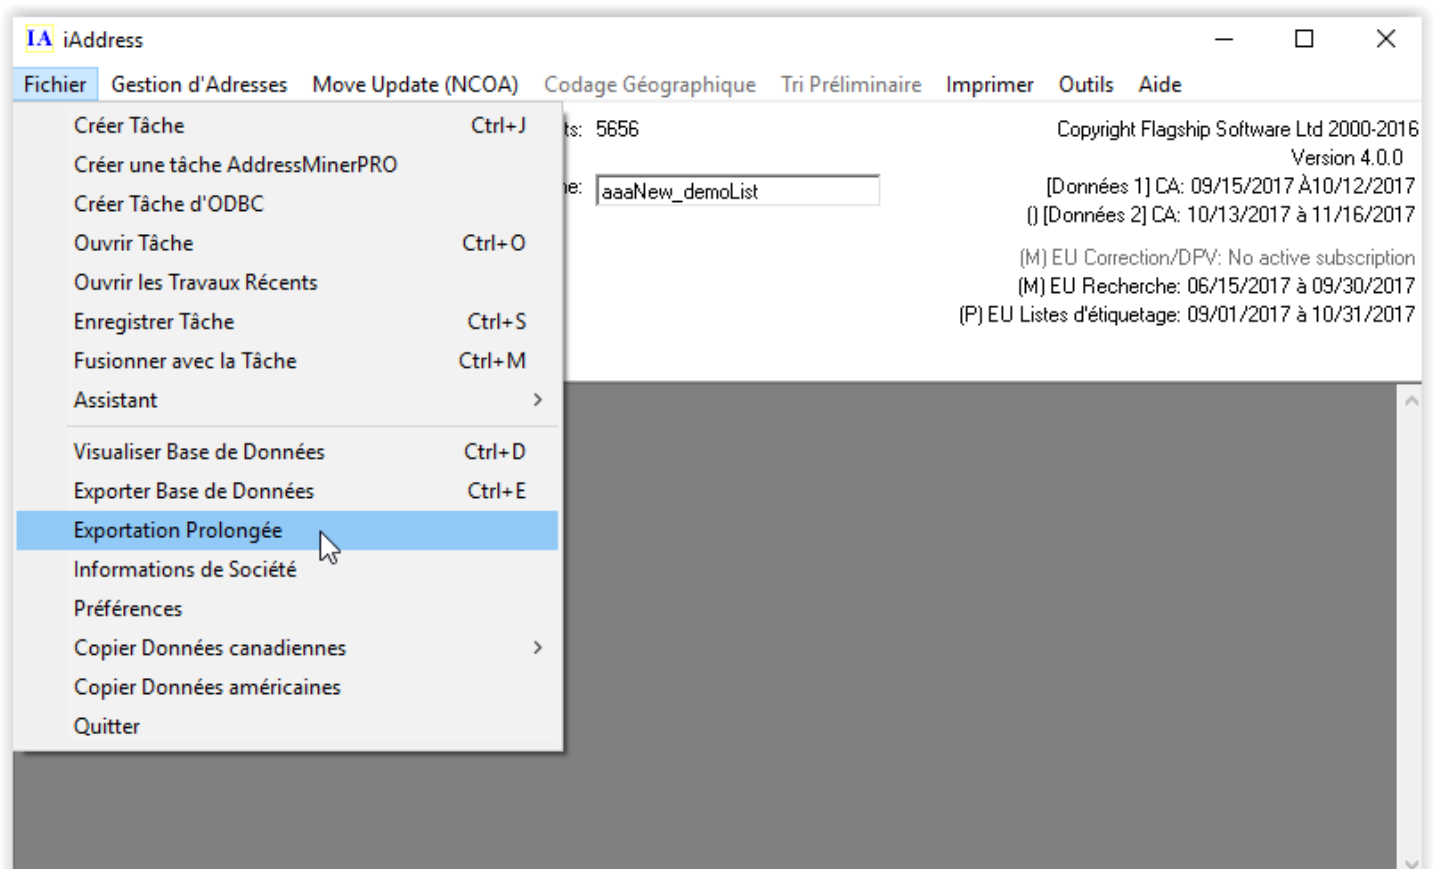 IA iAddress
Fichier Gestion d'Adresses Move Update (NCOA) Codage Géographique Tri Préliminaire Imprimer Outils Aide
Créer Tâche Ctrl+J
Créer une tâche AddressMinerPRO
Créer Tâche d'ODBC
Ouvrir Tâche Ctrl+O
Ouvrir les Travaux Récents
Enregistrer Tâche Ctrl+S
Fusionner avec la Tâche Ctrl+M
Assistant
Visualiser Base de Données Ctrl+D
Exporter Base de Données Ctrl+E
Exportation Prolongée
Informations de Société
Préférences
Copier Données canadiennes
Copier Données américaines
Quitter
ts: 5656
ne: aaaNew_demoList
Copyright Flagship Software Ltd 2000-2016
Version 4.0.0
[Données 1] CA: 09/15/2017 À10/12/2017
() [Données 2] CA: 10/13/2017 à 11/16/2017
(M) EU Correction/DPV: No active subscription
(M) EU Recherche: 06/15/2017 à 09/30/2017
(P) EU Listes d'étiquetage: 09/01/2017 à 10/31/2017